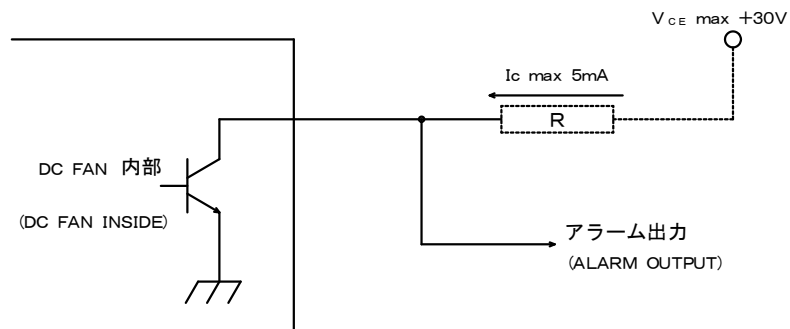 VCE max +30V
Ic max 5mA
R
DC FAN 内部
(DC FAN INSIDE)
アラーム出力
(ALARM OUTPUT)